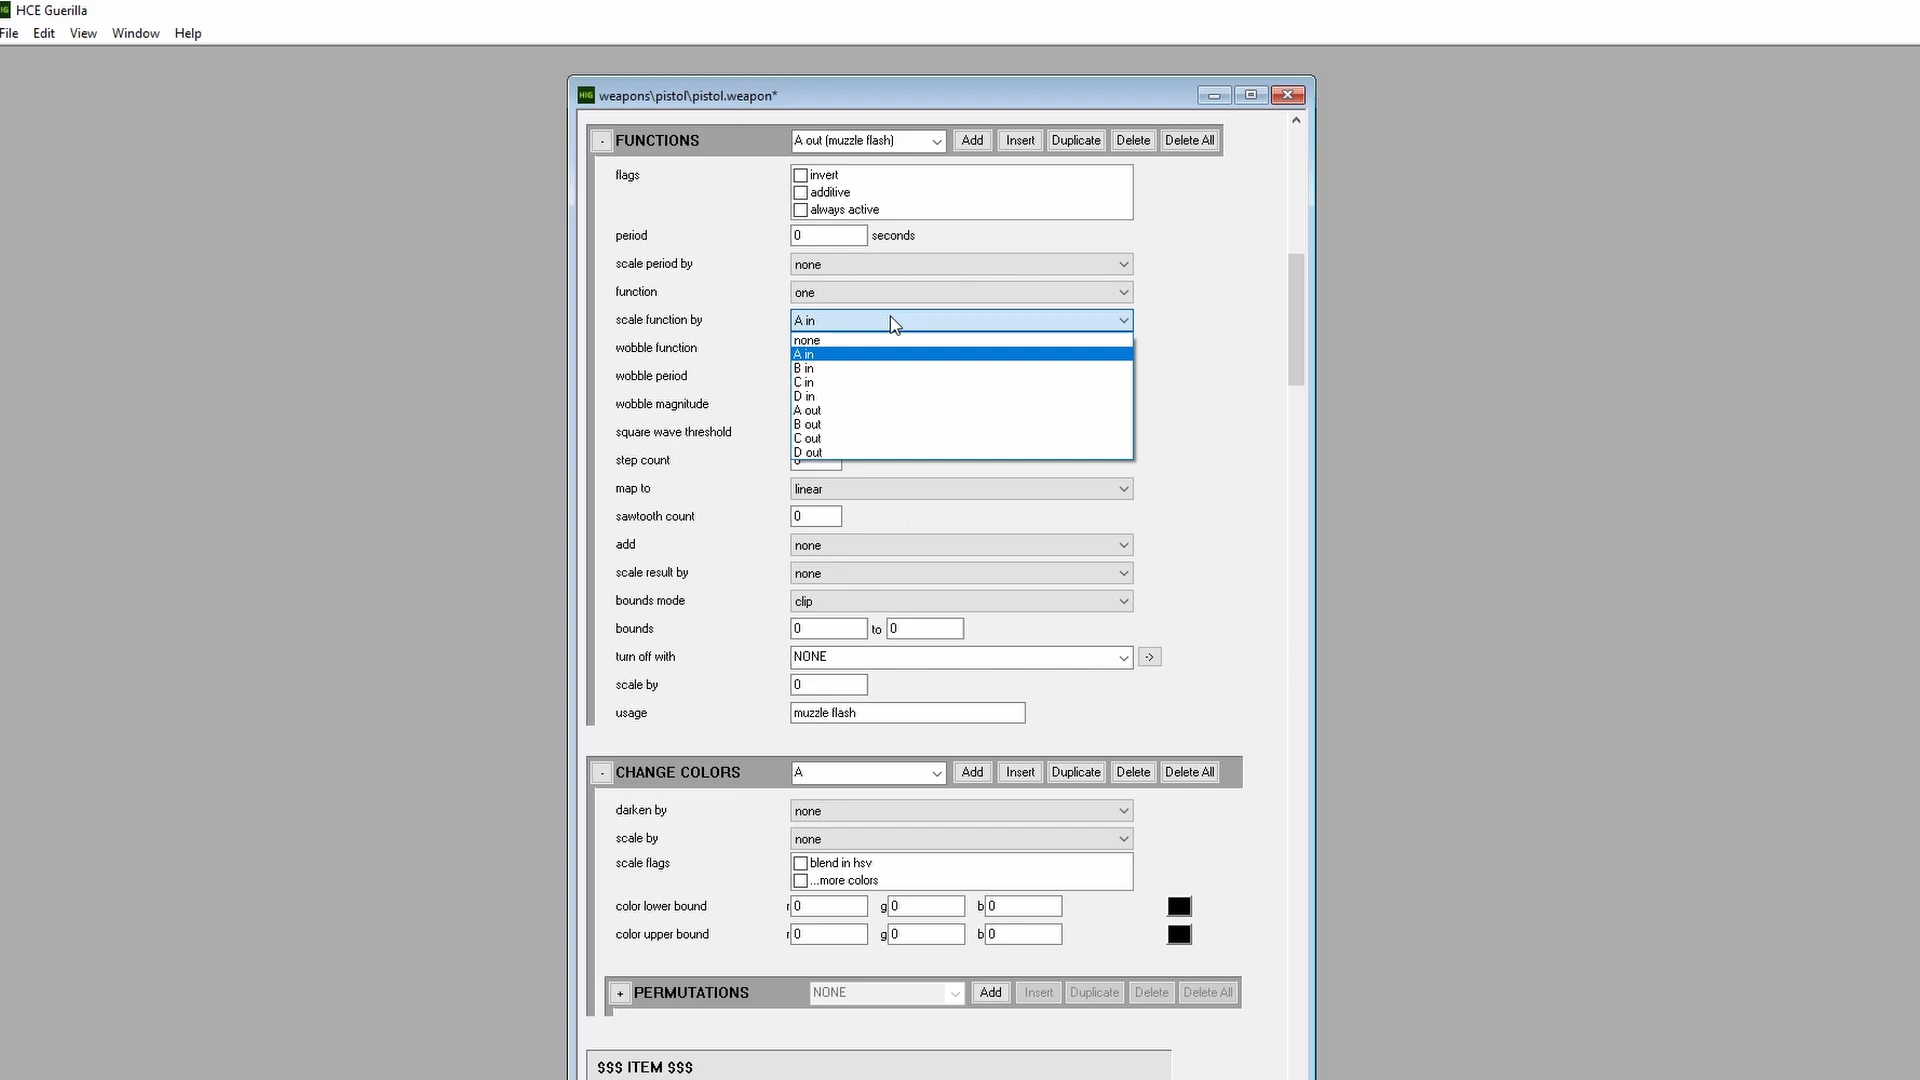 HCE Guerilla
File Edit View Window Help
weapons\pistol\pistol.weapon*
- FUNCTIONS A out (muzzle flash) Add Insert Duplicate Delete Delete All
flags invert
additive
always active
period 0 seconds
scale period by none
function one
scale function by A in
none
wobble function
A in
B in
wobble period
C in
D in
wobble magnitude
A out
B out
square wave threshold
C out
D out
step count
map to linear
sawtooth count 0
add none
scale result by none
bounds mode clip
bounds 0 to 0
turn off with NONE ->
scale by 0
usage muzzle flash
- CHANGE COLORS A Add Insert Duplicate Delete Delete All
darken by none
scale by none
scale flags blend in hsv
...more colors
color lower bound r 0 g 0 b 0
color upper bound r 0 g 0 b 0
+ PERMUTATIONS NONE Add Insert Duplicate Delete Delete All
$$$ ITEM $$$